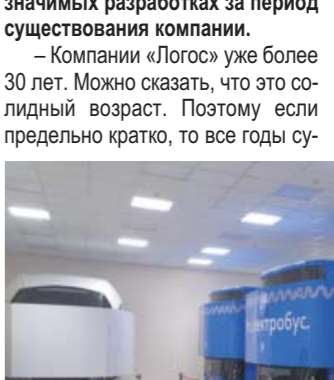 значимых разработках за период
существования компании.
– Компании «Логос» уже более
30 лет. Можно сказать, что это со-
лидный возраст. Поэтому если
предельно кратко, то все годы су-
ектробус.